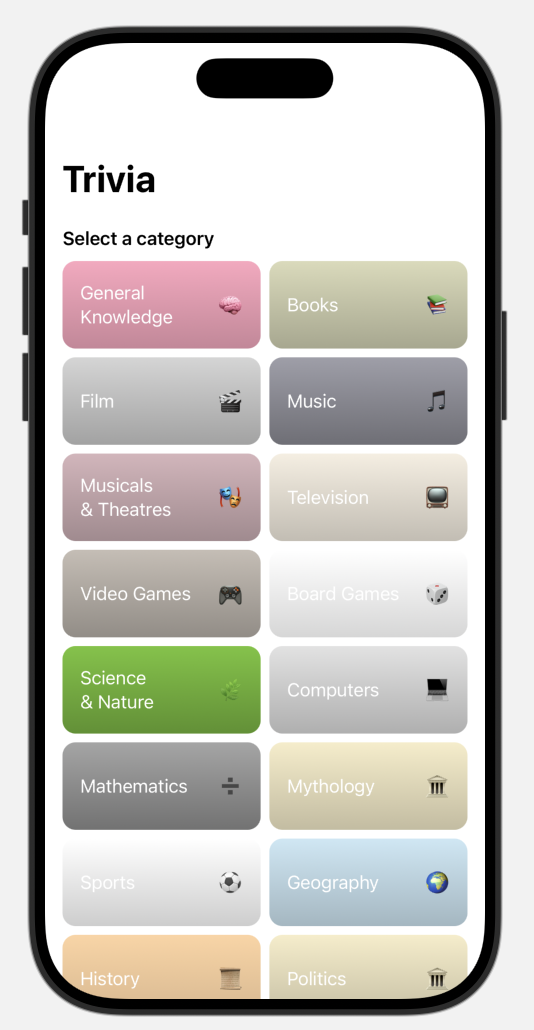 Trivia
Select a category
General
Knowledge
Books
Film
Music
Musicals
& Theatres
Television
Video Games
Board Games
Science
& Nature
Computers
Mathematics
Mythology
Sports
Geography
History
Politics